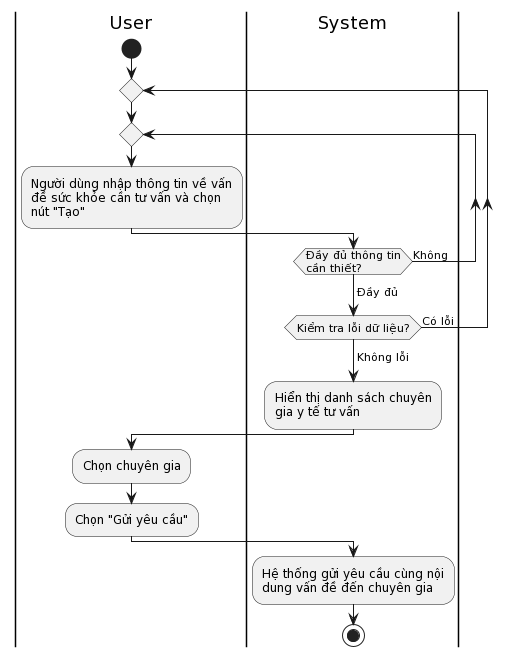 User
System
Người dùng nhập thông tin về vấn
đề sức khỏe cần tư vấn và chọn
nút "Tạo"
Đầy đủ thông tin
cần thiết?
Không
Đầy đủ
Kiểm tra lỗi dữ liệu?
Có lỗi
Không lỗi
Hiển thị danh sách chuyên
gia y tế tư vấn
Chọn chuyên gia
Chọn "Gửi yêu cầu"
Hệ thống gửi yêu cầu cùng nội
dung vấn đề đến chuyên gia